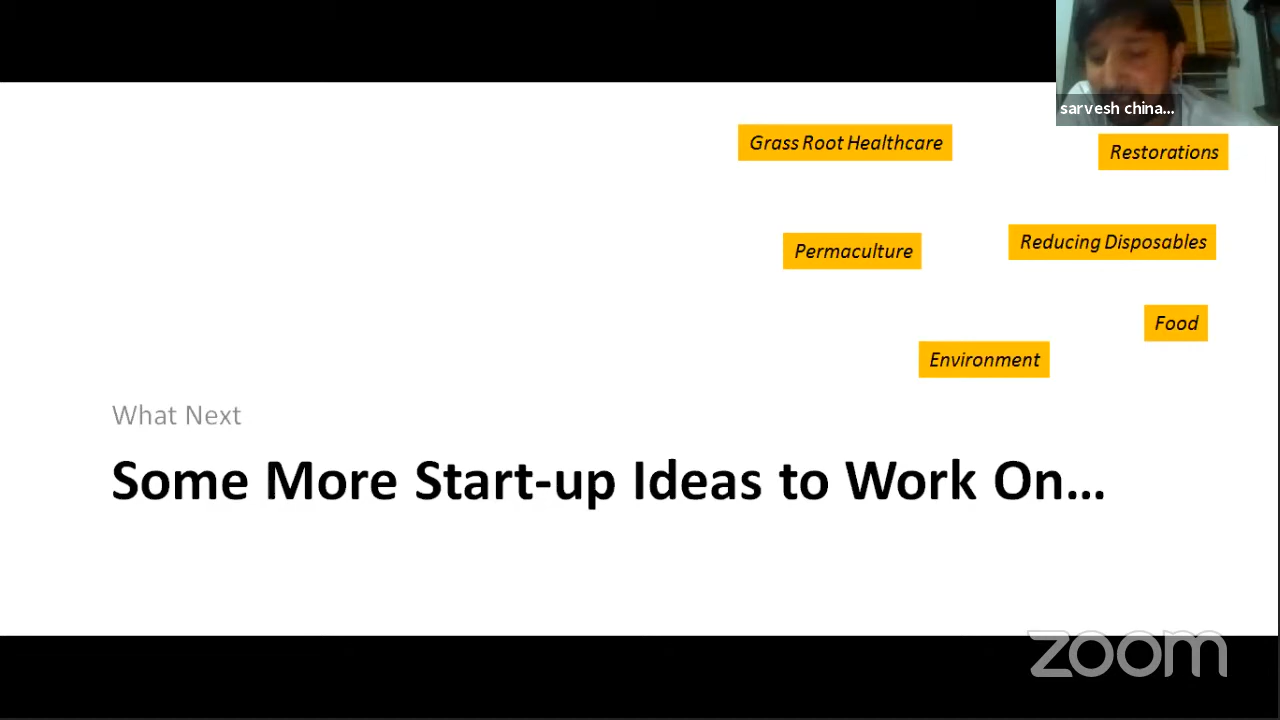 sarvesh china...
Grass Root Healthcare
Restorations
Permaculture
Reducing Disposables
Food
Environment
What Next
Some More Start-up Ideas to Work On...
zoom